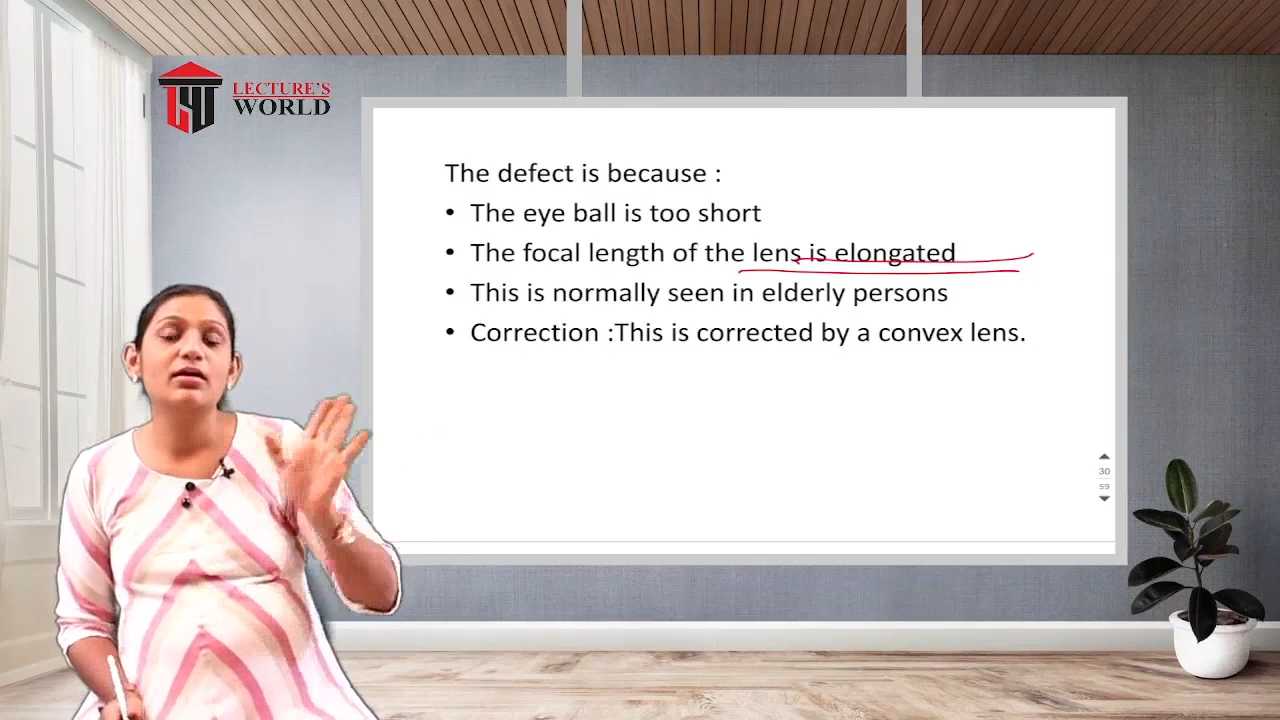 LECTURE'S
WORLD
The defect is because :
• The eye ball is too short
• The focal length of the lens is elongated
• This is normally seen in elderly persons
• Correction :This is corrected by a convex lens.
30
59